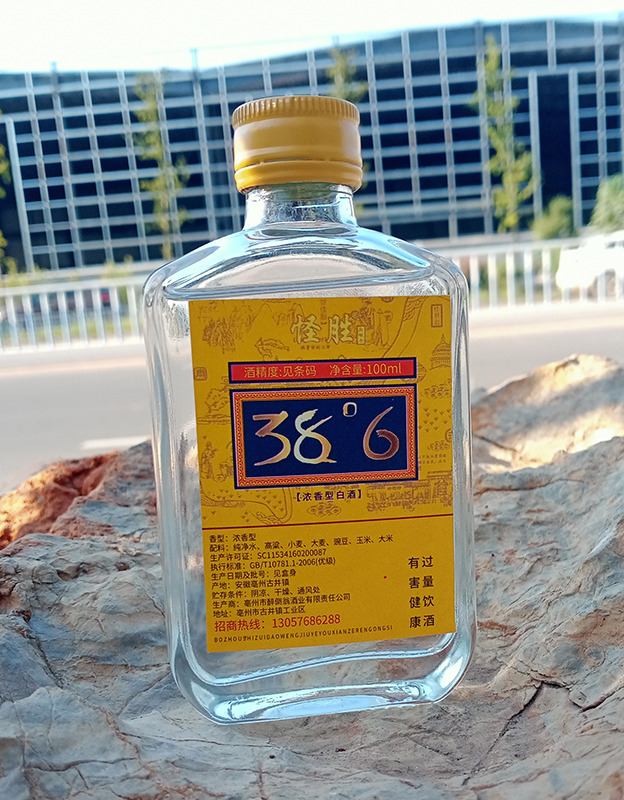 怪胜
酒精度:见条码 净含量:100ml
38°6
【浓香型白酒】
香型：浓香型
配料：纯净水、高粱、小麦、大麦、豌豆、玉米、大米
生产许可证：SC11534160200087
执行标准：GB/T10781.1-2006(优级)
生产日期及批号：见盒身
产地：安徽亳州古井镇
贮存条件：阴凉、干燥、通风处
生产商：亳州市醉倒翁酒业有限责任公司
地址：亳州市古井镇工业区
招商热线：13057686288
BOZHOUSHIZUIDAOWENGJIUYEYOUXIANZERENGONGSI
过量饮酒
有害健康